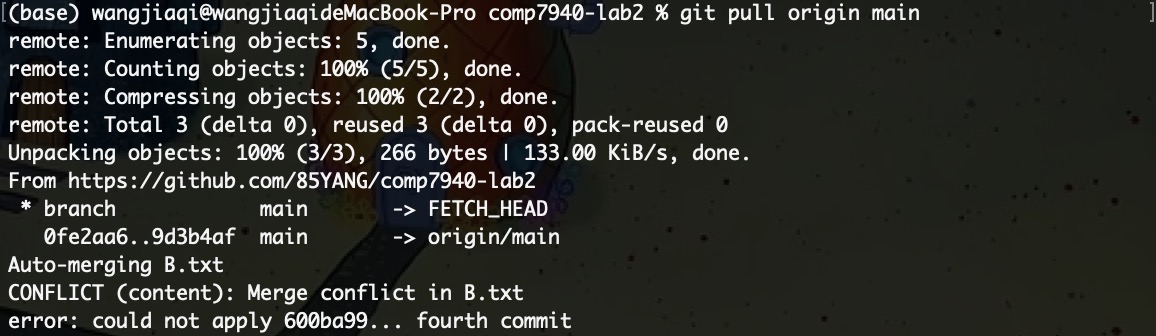 [(base) wangjiaqi@wangjiaqideMacBook-Pro comp7940-lab2 % git pull origin main ]
remote: Enumerating objects: 5, done.
remote: Counting objects: 100% (5/5), done.
remote: Compressing objects: 100% (2/2), done.
remote: Total 3 (delta 0), reused 3 (delta 0), pack-reused 0
Unpacking objects: 100% (3/3), 266 bytes | 133.00 KiB/s, done.
From https://github.com/85YANG/comp7940-lab2
 * branch            main       -> FETCH_HEAD
   0fe2aa6..9d3b4af  main       -> origin/main
Auto-merging B.txt
CONFLICT (content): Merge conflict in B.txt
error: could not apply 600ba99... fourth commit